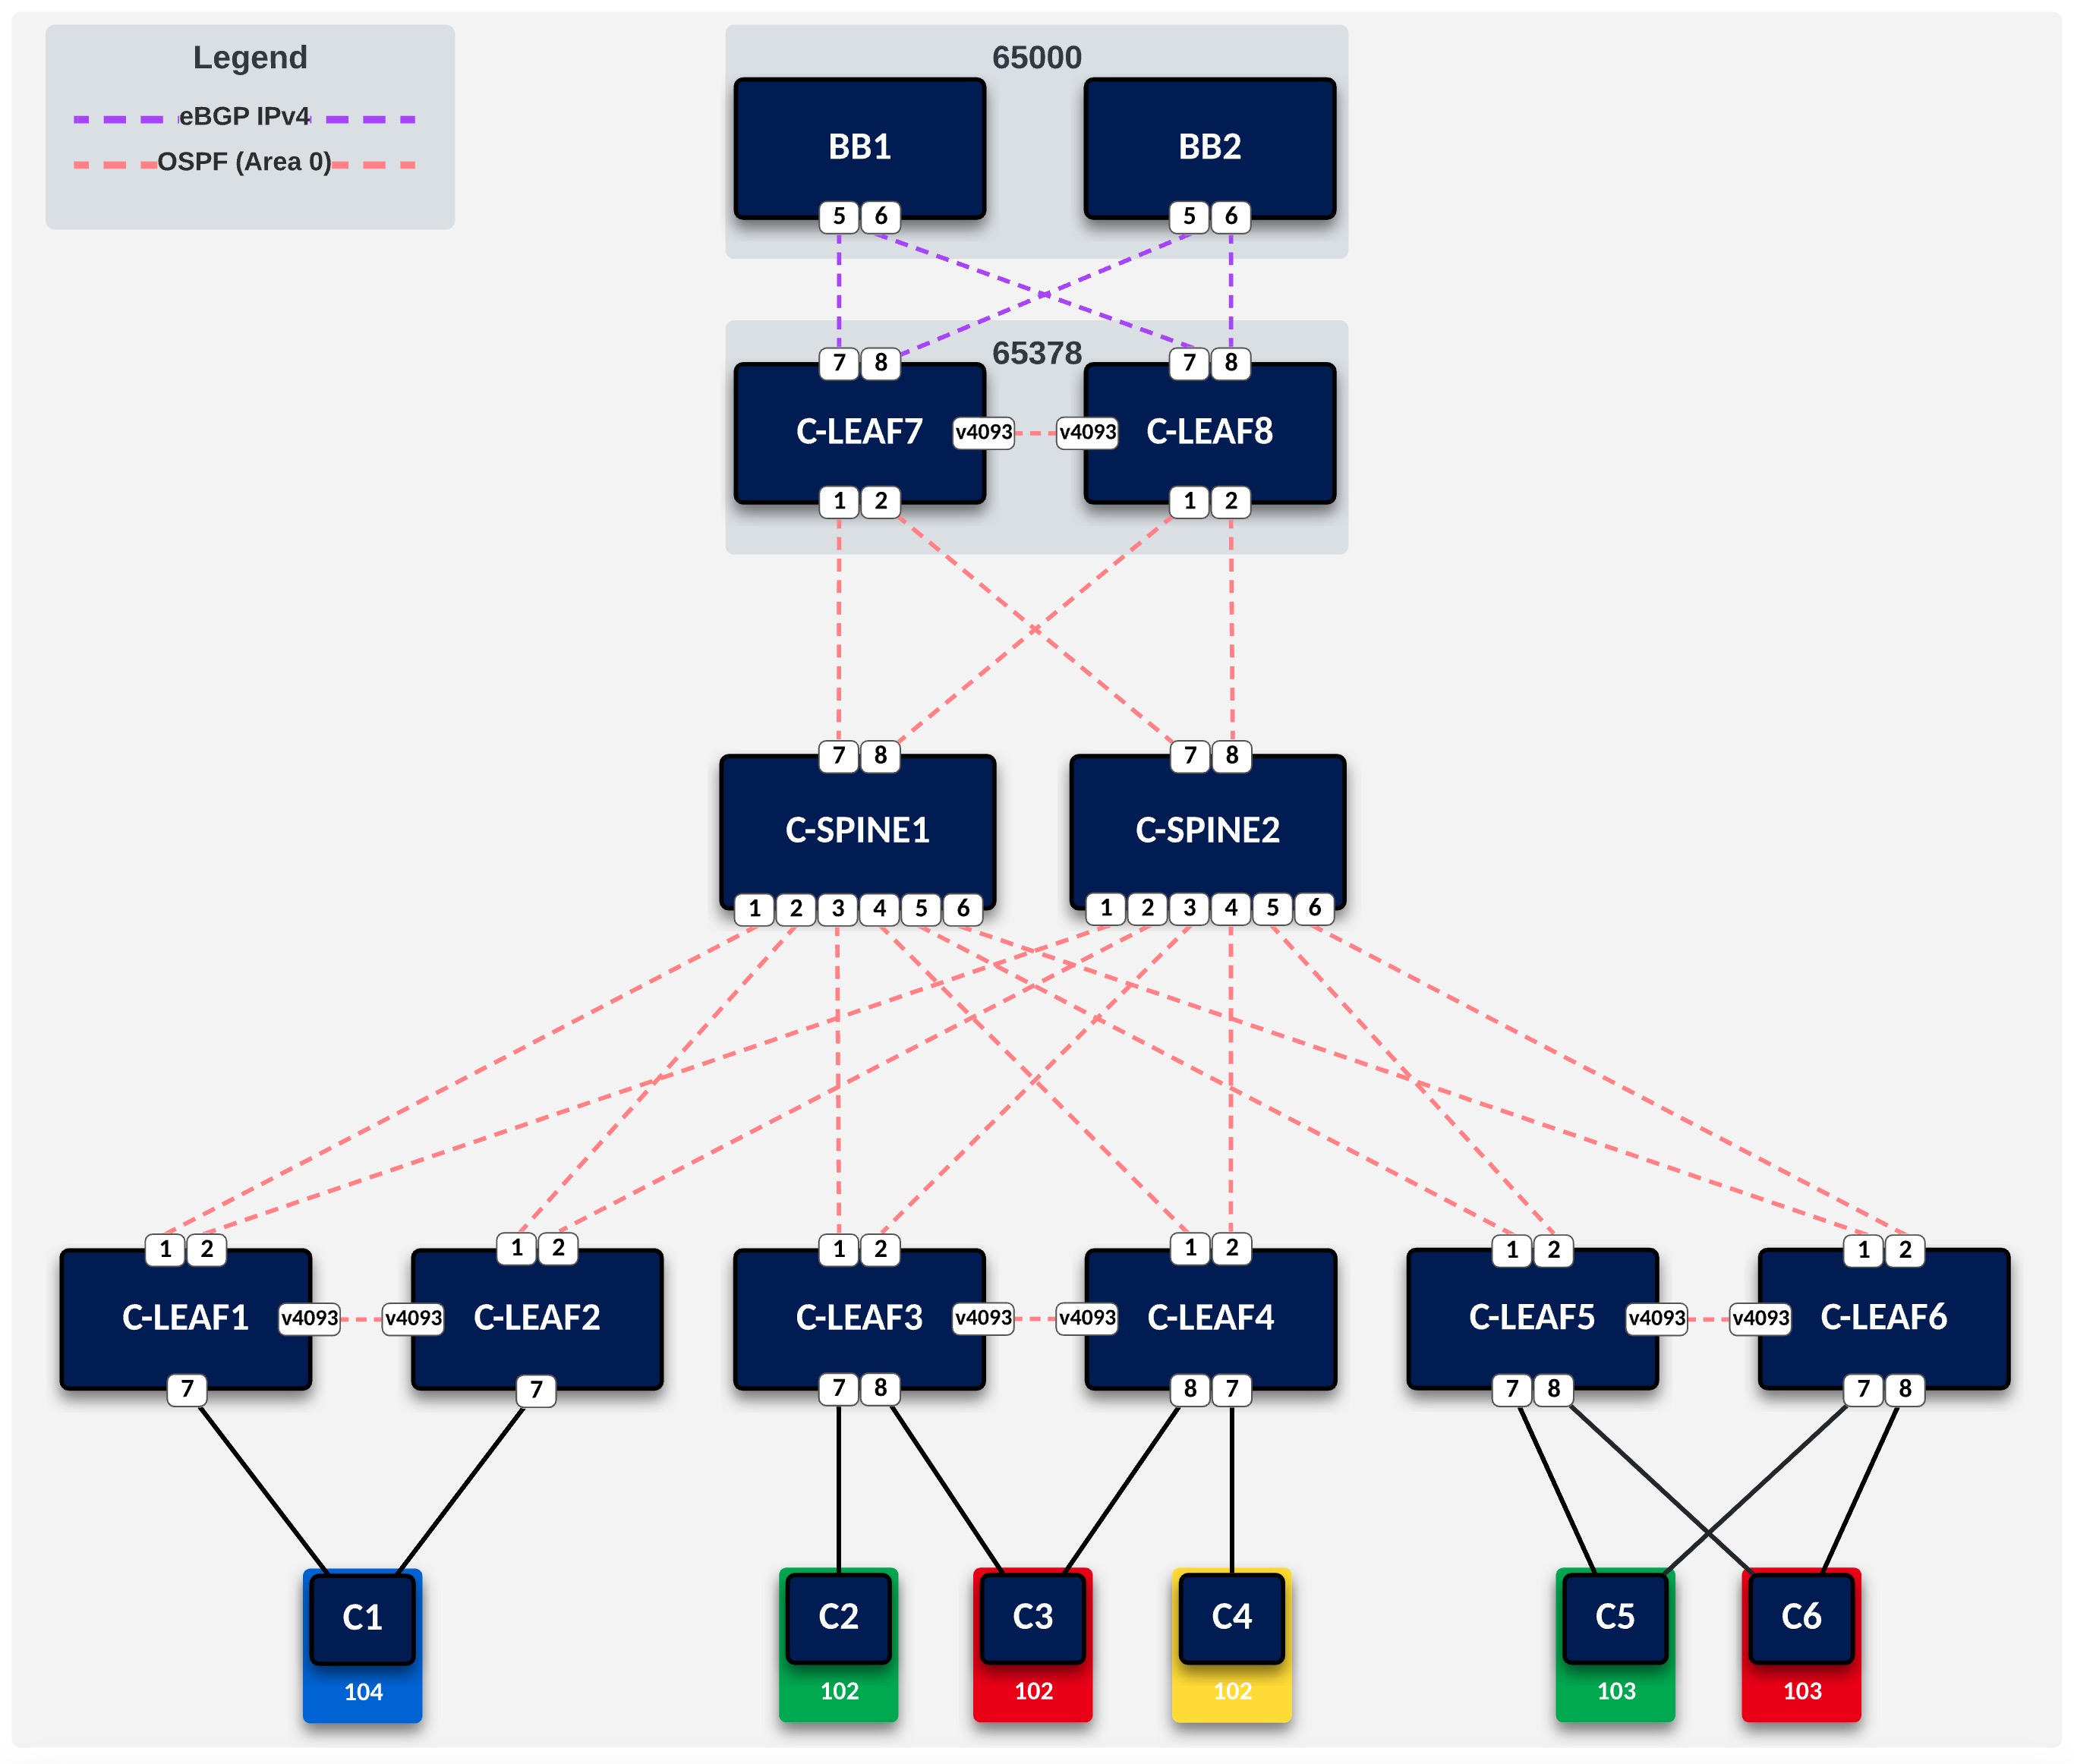 Legend
eBGP IPv4
OSPF (Area 0)
65000
BB1
BB2
5 6
5 6
65378
7 8
7 8
C-LEAF7
v4093
v4093
C-LEAF8
1 2
1 2
7 8
7 8
C-SPINE1
C-SPINE2
1 2 3 4 5 6
1 2 3 4 5 6
1 2
1 2
1 2
1 2
1 2
1 2
C-LEAF1
v4093
v4093
C-LEAF2
C-LEAF3
v4093
v4093
C-LEAF4
C-LEAF5
v4093
v4093
C-LEAF6
7
7
7 8
8 7
7 8
7 8
C1
C2
C3
C4
C5
C6
104
102
102
102
103
103